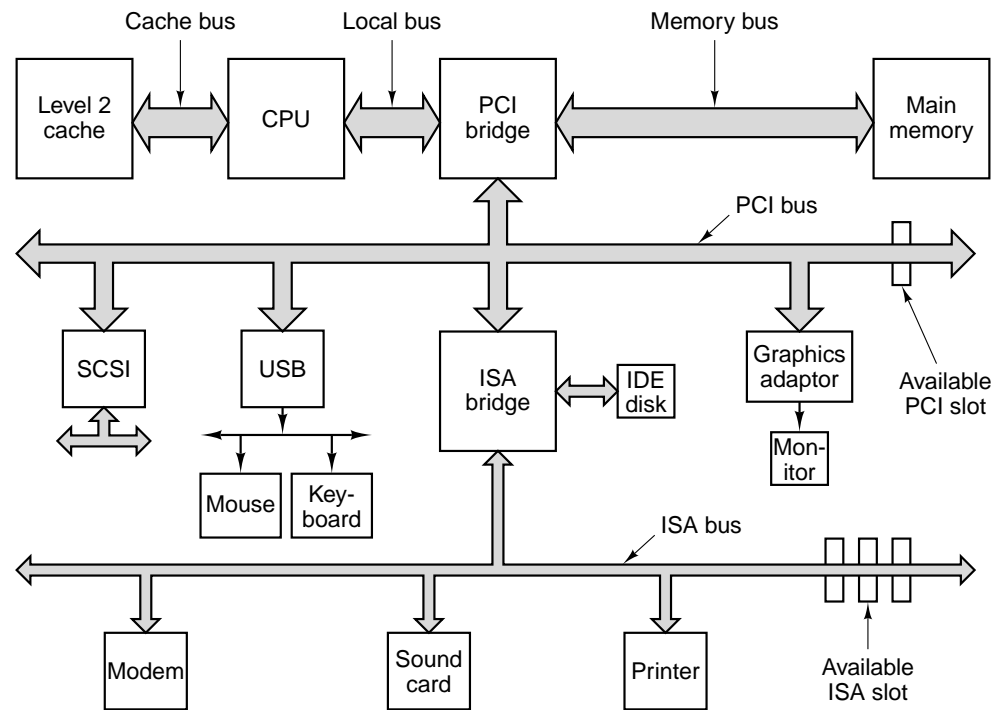 Cache bus
Local bus
Memory bus
Level 2
cache
CPU
PCI
bridge
Main
memory
PCI bus
SCSI
USB
ISA
bridge
IDE
disk
Graphics
adaptor
Available
PCI slot
Mon-
itor
Mouse
Key-
board
ISA bus
Modem
Sound
card
Printer
Available
ISA slot